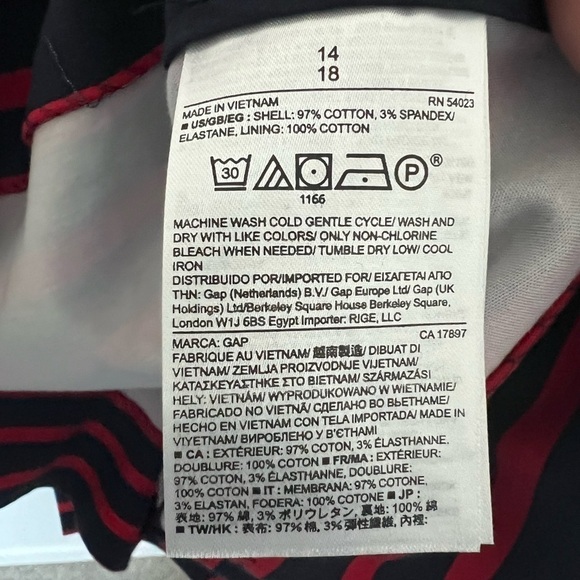 14
18
MADE IN VIETNAM RN 54023
■ US/GB/EG : SHELL: 97% COTTON, 3% SPANDEX/
ELASTANE, LINING: 100% COTTON
30 P ®
1166
MACHINE WASH COLD GENTLE CYCLE/ WASH AND
DRY WITH LIKE COLORS/ ONLY NON-CHLORINE
BLEACH WHEN NEEDED/ TUMBLE DRY LOW/ COOL
IRON
DISTRIBUIDO POR/IMPORTED FOR/ ΕΙΣΑΓΕΤΑΙ ΑΠΟ
ΤΗΝ: Gap (Netherlands) B.V./ Gap Europe Ltd/ Gap (UK
Holdings) Ltd/Berkeley Square House Berkeley Square,
London W1J 6BS Egypt Importer: RIGE, LLC
MARCA: GAP CA 17897
FABRIQUE AU VIETNAM/ 越南製造/ DIBUAT DI
VIETNAM/ ZEMLJA PROIZVODNJE VIJETNAM/
ΚΑΤΑΣΚΕΥΑΣΤΗΚΕ ΣΤΟ ΒΙΕΤΝΑΜ/ SZÁRMAZÁSI
HELY: VIETNÁM/ WYPRODUKOWANO W WIETNAMIE/
FABRICADO NO VIETNÃ/ СДЕЛАНО ВО ВЬЕТНАМЕ/
HECHO EN VIETNAM CON TELA IMPORTADA/ MADE IN
VIYETNAM/ ВИРОБЛЕНО У В'ЄТНАМІ
■ CA : EXTÉRIEUR: 97% COTON, 3% ÉLASTHANNE.
DOUBLURE: 100% COTON ■ FR/MA : EXTÉRIEUR:
97% COTON, 3% ÉLASTHANNE, DOUBLURE:
100% COTON ■ IT : MEMBRANA: 97% COTONE,
3% ELASTAN, FODERA: 100% COTONE ■ JP :
表地: 97% 綿, 3% ポリウレタン, 裏地: 100% 綿
■ TW/HK : 表布: 97% 棉, 3% 彈性纖維, 內裡: